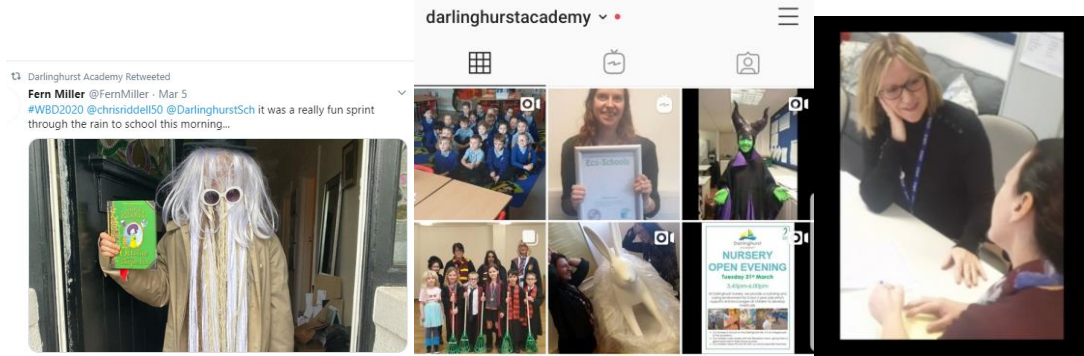 Darlinghurst Academy Retweeted
Fern Miller @FernMiller · Mar 5
#WBD2020 @chrisriddell50 @DarlinghurstSch it was a really fun sprint
through the rain to school this morning...
darlinghurstacademy
Eco-Schools
Darlinghurst
NURSERY
OPEN EVENING
Tuesday 31st March
3.45pm-6.00pm